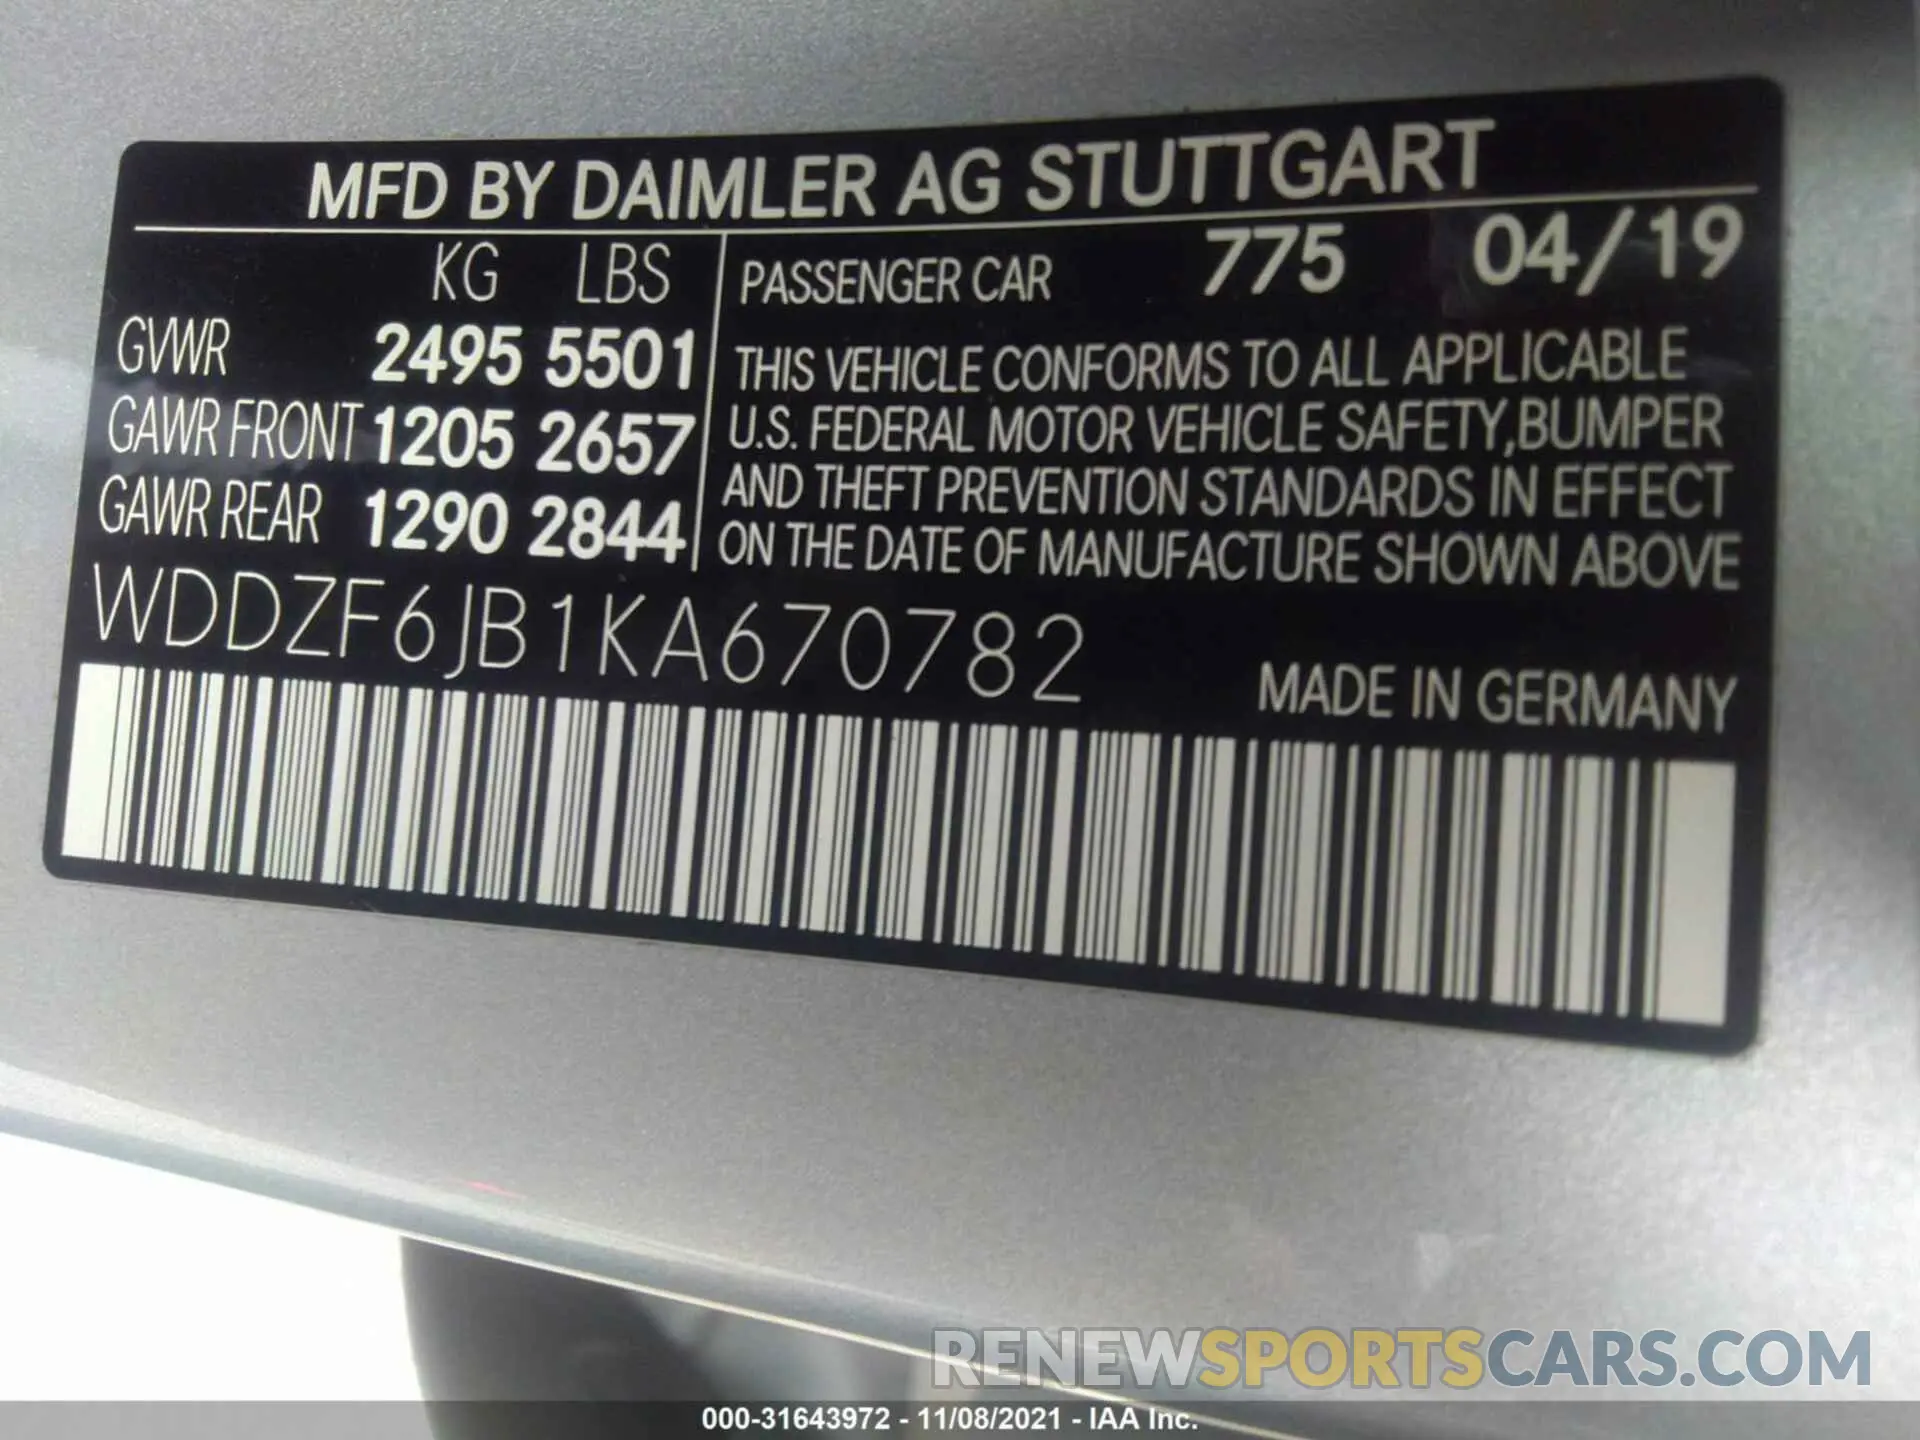 MFD BY DAIMLER AG STUTTGART
KG LBS
GVWR 2495 5501
GAWR FRONT 1205 2657
GAWR REAR 1290 2844
PASSENGER CAR 775 04/19
THIS VEHICLE CONFORMS TO ALL APPLICABLE
U.S. FEDERAL MOTOR VEHICLE SAFETY,BUMPER
AND THEFT PREVENTION STANDARDS IN EFFECT
ON THE DATE OF MANUFACTURE SHOWN ABOVE
WDDZF6JB1KA670782
MADE IN GERMANY
RENEWSPORTSCARS.COM
000-31643972 - 11/08/2021 - IAA Inc.